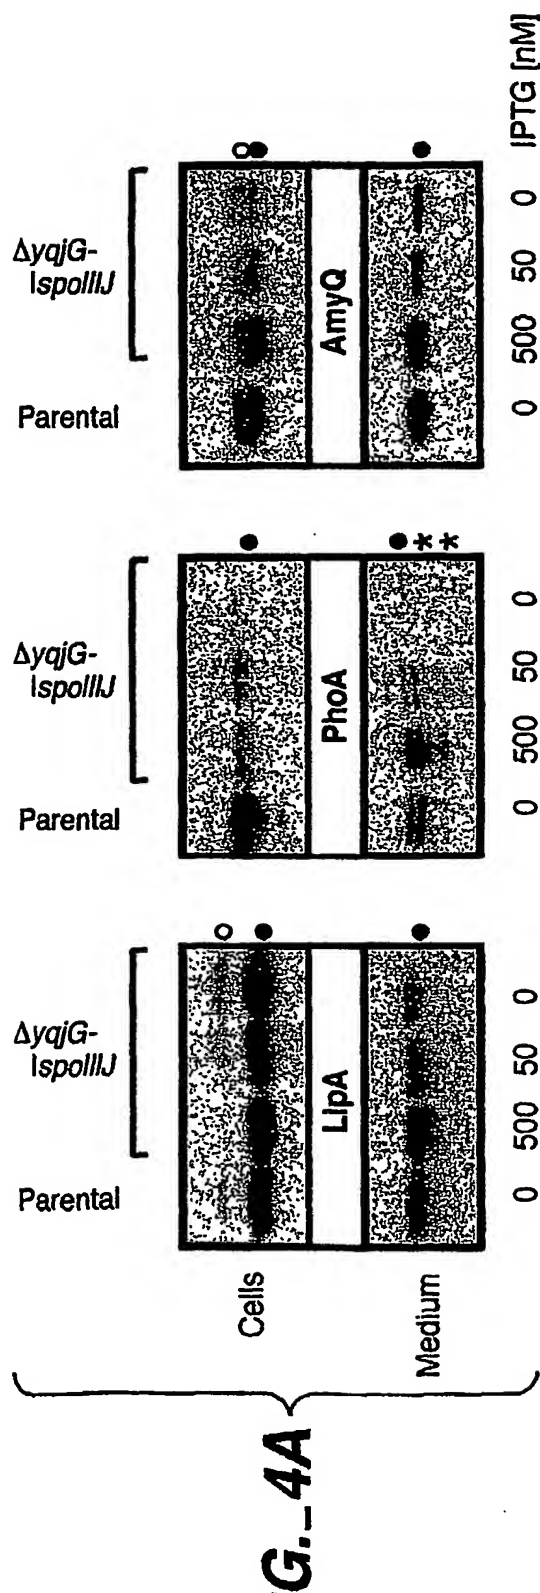 G._4A
Parental
ΔyqjG-
IspoIIIJ
Parental
ΔyqjG-
IspoIIIJ
Parental
ΔyqjG-
IspoIIIJ
Cells
LipA
PhoA
AmyQ
Medium
* *
0 500 50 0 0 500 50 0 0 500 50 0 IPTG [nM]